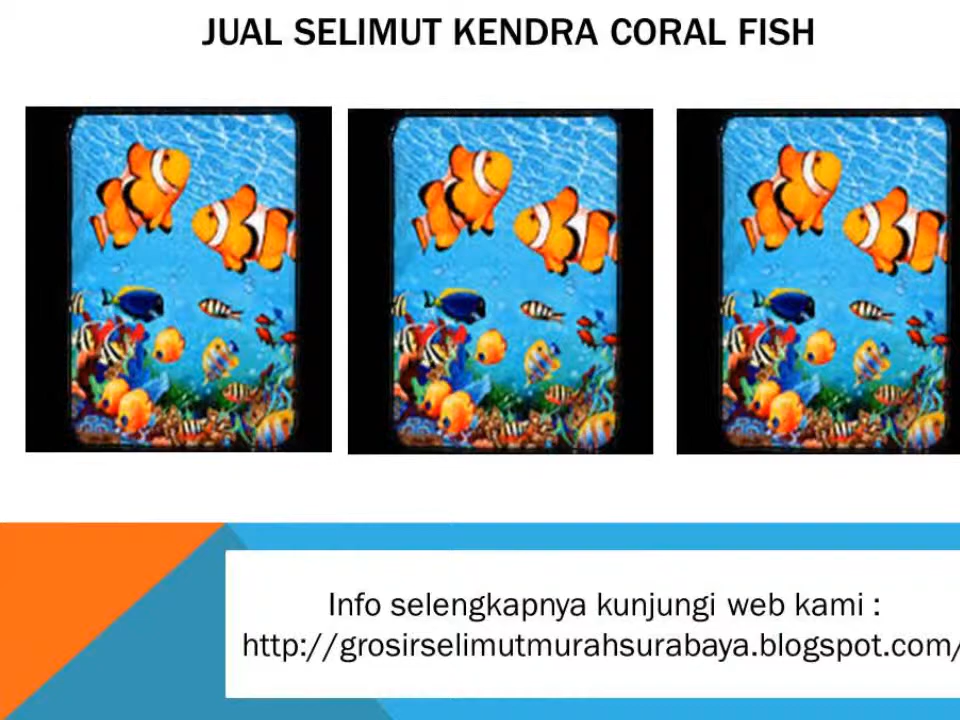 JUAL SELIMUT KENDRA CORAL FISH
Info selengkapnya kunjungi web kami :
http://grosirselimutmurahsurabaya.blogspot.com/